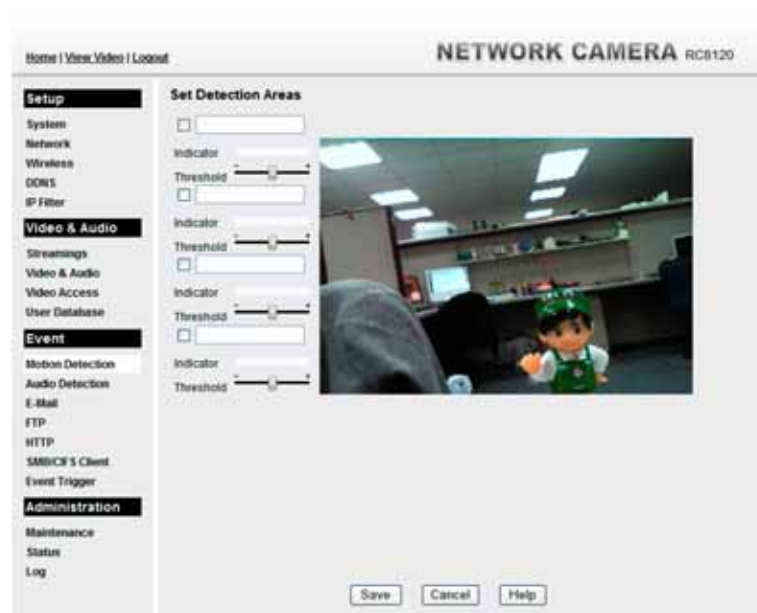 Home | View Video | Logout
NETWORK CAMERA RC8120
Setup
System
Network
Wireless
DDNS
IP Filter
Video & Audio
Streamings
Video & Audio
Video Access
User Database
Event
Motion Detection
Audio Detection
E-Mail
FTP
HTTP
SMB/CIFS Client
Event Trigger
Administration
Maintenance
Status
Log
Set Detection Areas
Indicator
Threshold - +
Indicator
Threshold - +
Indicator
Threshold - +
Indicator
Threshold - +
Save Cancel Help